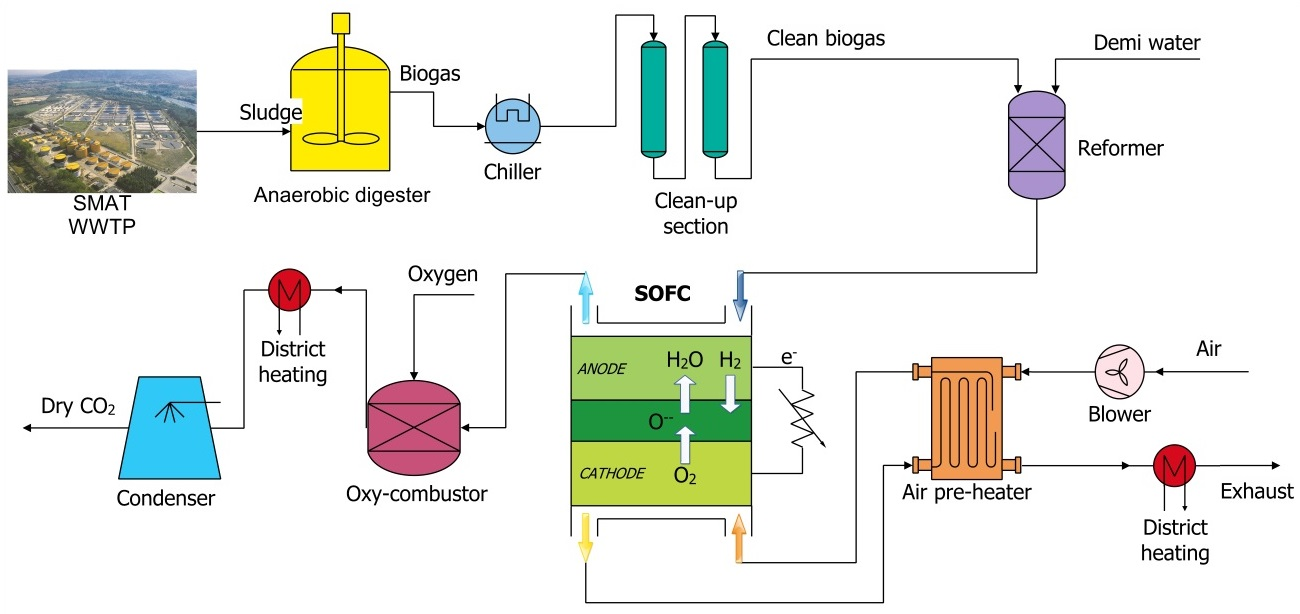 Clean biogas
Demi water
Biogas
Sludge
Reformer
Chiller
Anaerobic digester
SMAT
WWTP
Clean-up
section
Oxygen
SOFC
District
heating
H₂O
H₂
e⁻
ANODE
Air
Dry CO₂
Blower
O⁻⁻
CATHODE
O₂
Condenser
Oxy-combustor
Air pre-heater
Exhaust
District
heating